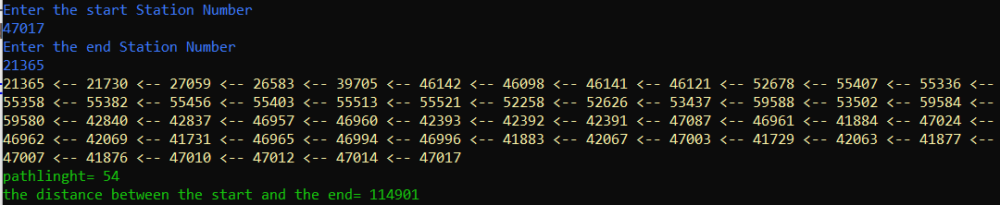 Enter the start Station Number
47017
Enter the end Station Number
21365
21365 <-- 21730 <-- 27059 <-- 26583 <-- 39705 <-- 46142 <-- 46098 <-- 46141 <-- 46121 <-- 52678 <-- 55407 <-- 55336 <--
55358 <-- 55382 <-- 55456 <-- 55403 <-- 55513 <-- 55521 <-- 52258 <-- 52626 <-- 53437 <-- 59588 <-- 53502 <-- 59584 <--
59580 <-- 42840 <-- 42837 <-- 46957 <-- 46960 <-- 42393 <-- 42392 <-- 42391 <-- 47087 <-- 46961 <-- 41884 <-- 47024 <--
46962 <-- 42069 <-- 41731 <-- 46965 <-- 46994 <-- 46996 <-- 41883 <-- 42067 <-- 47003 <-- 41729 <-- 42063 <-- 41877 <--
47007 <-- 41876 <-- 47010 <-- 47012 <-- 47014 <-- 47017
pathlinght= 54
the distance between the start and the end= 114901